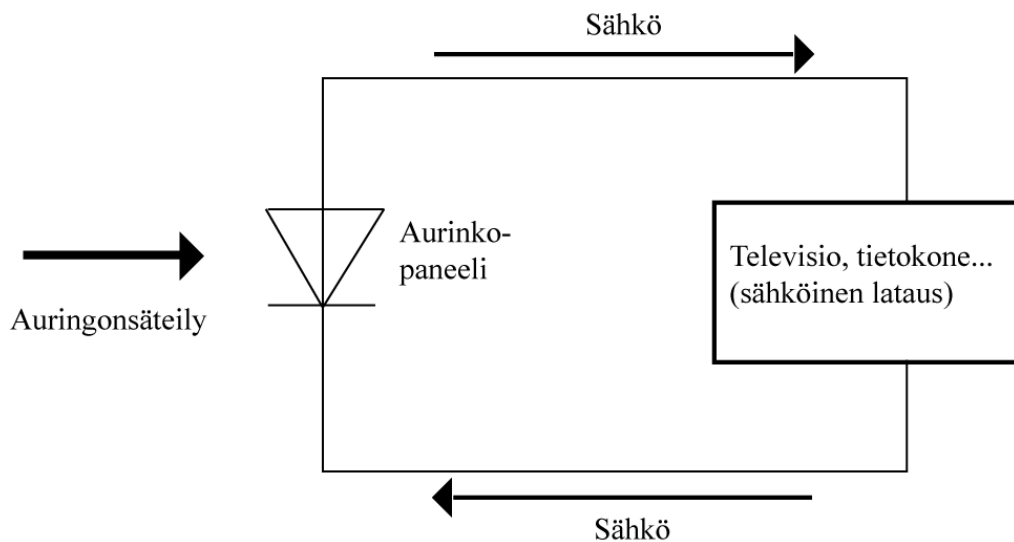 Sähkö
Aurinko-
paneeli
Auringonsäteily
Televisio, tietokone...
(sähköinen lataus)
Sähkö